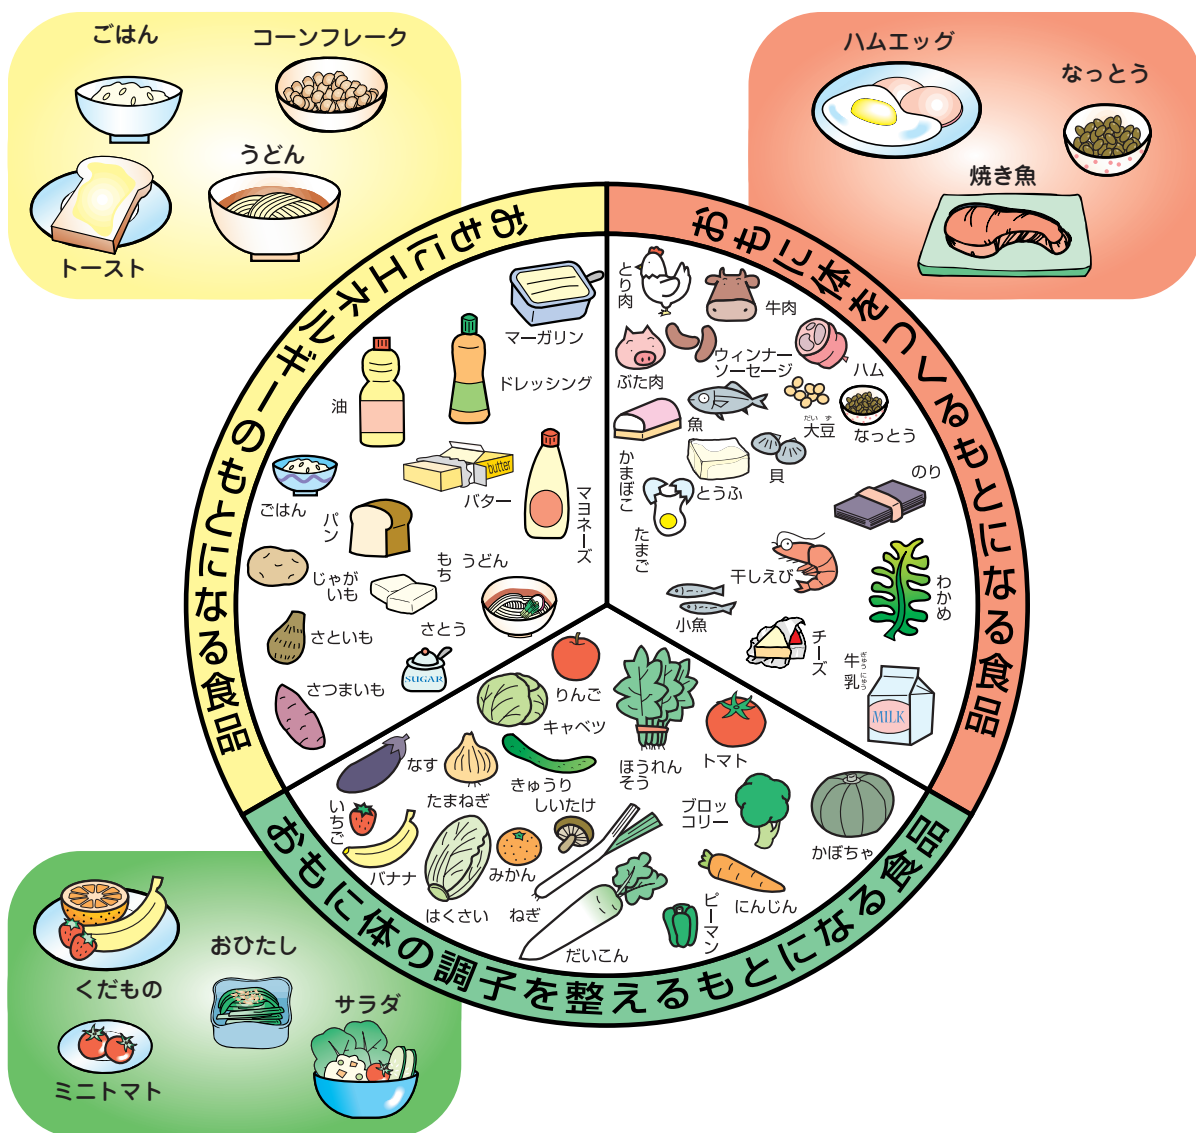 ごはん
コーンフレーク
うどん
トースト
ハムエッグ
なっとう
焼き魚
おもにエネルギーのもとになる食品
マーガリン
ドレッシング
油
バター
butter
マヨネーズ
ごはん
パン
もち
うどん
じゃが
いも
さといも
さとう
SUGAR
さつまいも
おもに体をつくるもとになる食品
とり肉
牛肉
ぶた肉
ウィンナー
ソーセージ
ハム
魚
だいず
大豆
なっとう
かまぼこ
とうふ
貝
のり
たまご
干しえび
わかめ
小魚
チーズ
牛乳
ぎゅうにゅう
MILK
おもに体の調子を整えるもとになる食品
りんご
キャベツ
ほうれん
そう
トマト
なす
たまねぎ
きゅうり
しいたけ
いちご
バナナ
はくさい
みかん
ねぎ
だいこん
ブロッ
コリー
かぼちゃ
にんじん
ピーマン
くだもの
おひたし
サラダ
ミニトマト